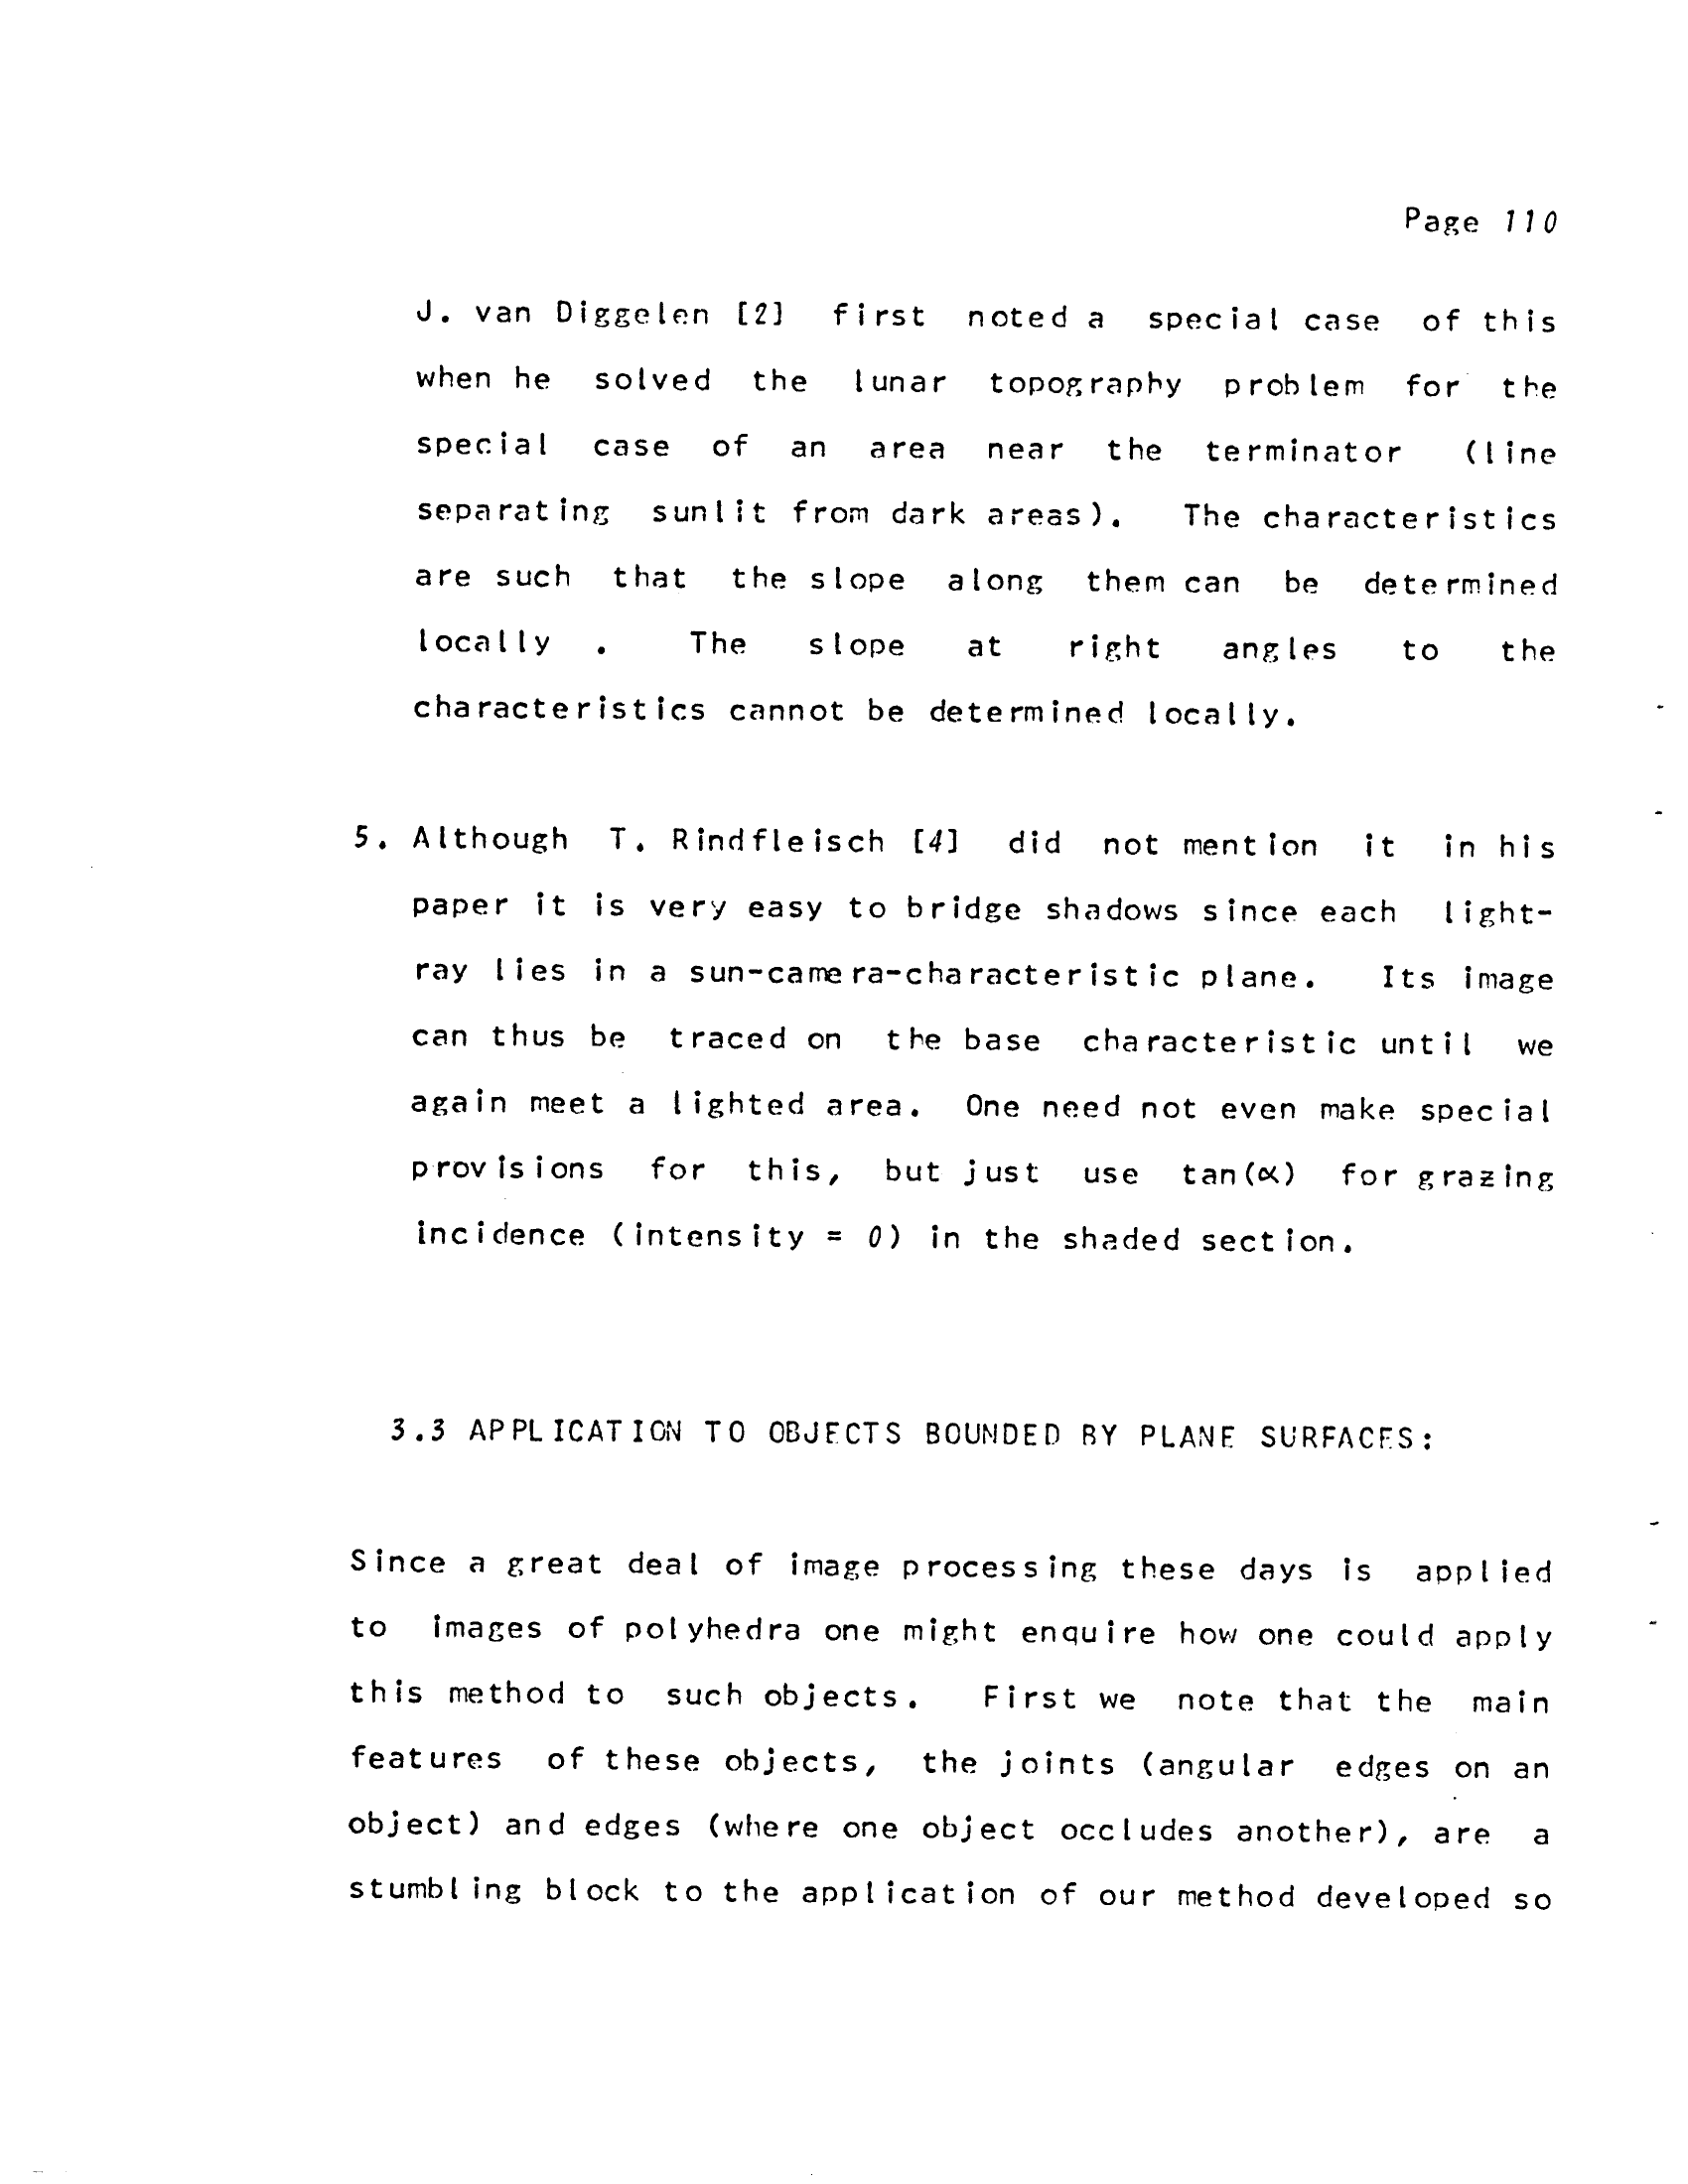 Page 110
J. van Diggelen [2] first noted a special case of this
when he solved the lunar topography problem for the
special case of an area near the terminator (line
separating sunlit from dark areas). The characteristics
are such that the slope along them can be determined
locally . The slope at right angles to the
characteristics cannot be determined locally.
5. Although T. Rindfleisch [4] did not mention it in his
paper it is very easy to bridge shadows since each light-
ray lies in a sun-camera-characteristic plane. Its image
can thus be traced on the base characteristic until we
again meet a lighted area. One need not even make special
provisions for this, but just use tan(α) for grazing
incidence (intensity = 0) in the shaded section.
3.3 APPLICATION TO OBJECTS BOUNDED BY PLANE SURFACES:
Since a great deal of image processing these days is applied
to images of polyhedra one might enquire how one could apply
this method to such objects. First we note that the main
features of these objects, the joints (angular edges on an
object) and edges (where one object occludes another), are a
stumbling block to the application of our method developed so